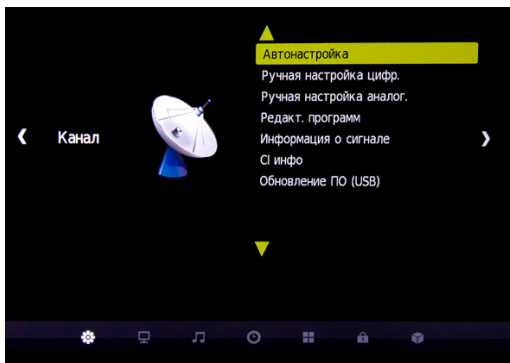 Канал
Автонастройка
Ручная настройка цифр.
Ручная настройка аналог.
Редакт. программ
Информация о сигнале
CI инфо
Обновление ПО (USB)